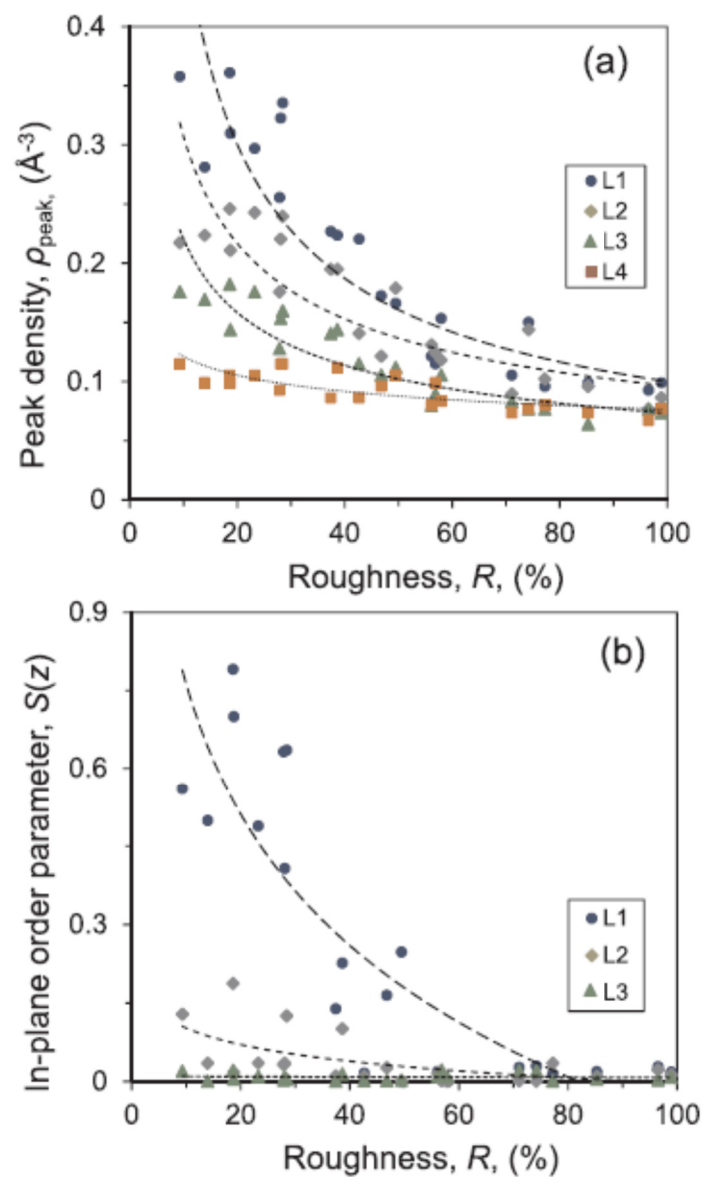 0.4
(a)
0.3
L1
L2
0.2
L3
L4
0.1
0
0 20 40 60 80 100
Peak density, ρpeak, (Å-3)
Roughness, R, (%)
0.9
(b)
0.6
0.3
L1
L2
L3
0
0 20 40 60 80 100
In-plane order parameter, S(z)
Roughness, R, (%)